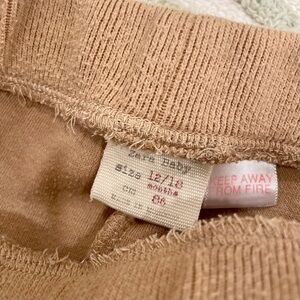 Zara Baby
size 12/18
months
cm 86
KEEP AWAY
FROM FIRE